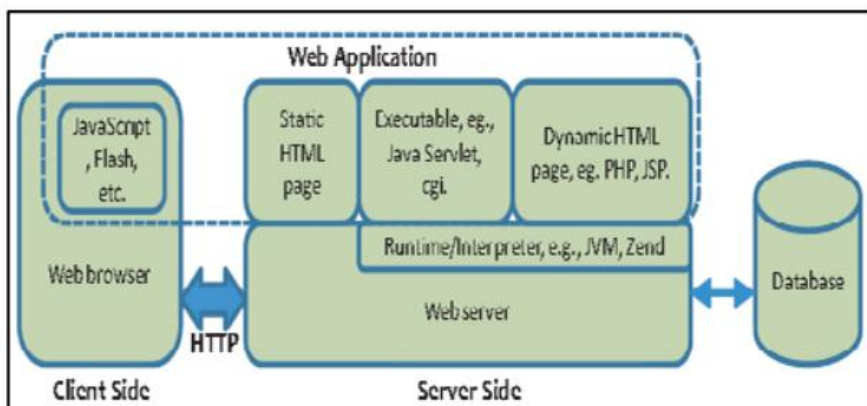 Web Application
JavaScript
, Flash,
etc.
Static
HTML
page
Executable, eg.,
Java Servlet,
cgi.
Dynamic HTML
page, eg. PHP, JSP.
Runtime/Interpreter, e.g., JVM, Zend
Web browser
Web server
Database
HTTP
Client Side
Server Side